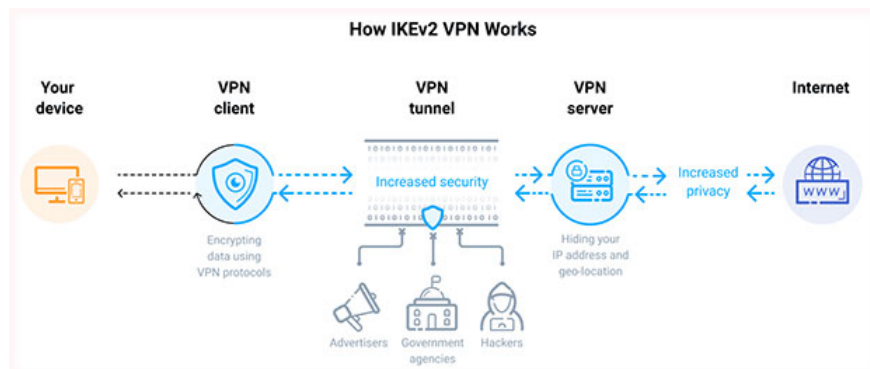 How IKEv2 VPN Works
Your
device
VPN
client
VPN
tunnel
VPN
server
Internet
Increased security
Increased
privacy
WWW
Encrypting
data using
VPN protocols
Hiding your
IP address and
geo-location
Advertisers
Government
agencies
Hackers